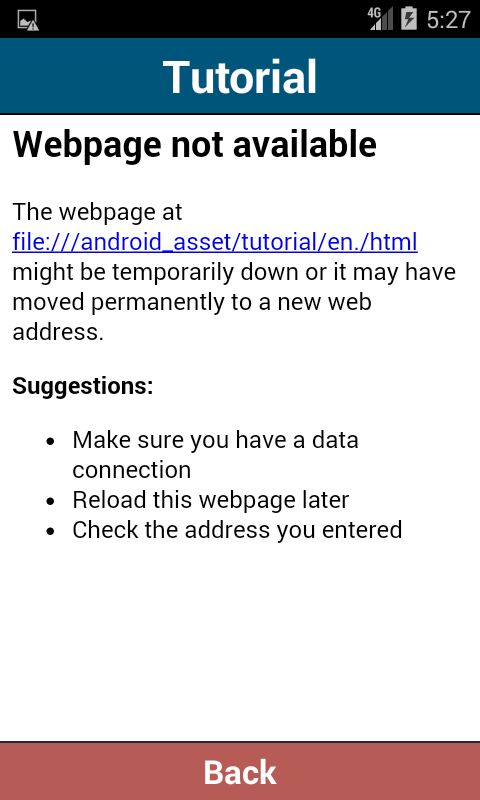 4G 5:27
Tutorial
Webpage not available
The webpage at
file:///android_asset/tutorial/en./html
might be temporarily down or it may have
moved permanently to a new web
address.
Suggestions:
• Make sure you have a data
connection
• Reload this webpage later
• Check the address you entered
Back